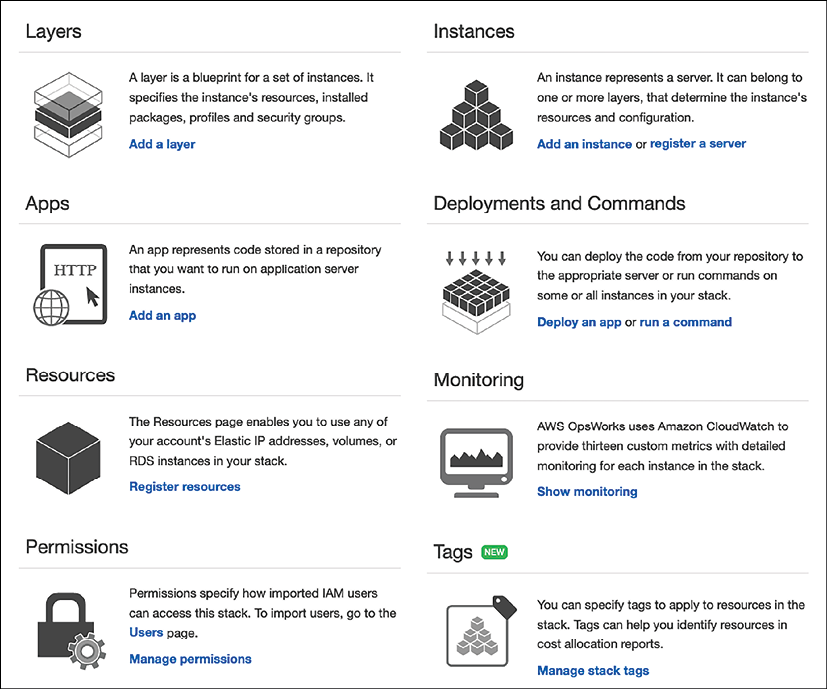 Layers
A layer is a blueprint for a set of instances. It
specifies the instance's resources, installed
packages, profiles and security groups.
Add a layer
Instances
An instance represents a server. It can belong to
one or more layers, that determine the instance's
resources and configuration.
Add an instance or register a server
Apps
HTTP
An app represents code stored in a repository
that you want to run on application server
instances.
Add an app
Deployments and Commands
You can deploy the code from your repository to
the appropriate server or run commands on
some or all instances in your stack.
Deploy an app or run a command
Resources
The Resources page enables you to use any of
your account's Elastic IP addresses, volumes, or
RDS instances in your stack.
Register resources
Monitoring
AWS OpsWorks uses Amazon CloudWatch to
provide thirteen custom metrics with detailed
monitoring for each instance in the stack.
Show monitoring
Permissions
Permissions specify how imported IAM users
can access this stack. To import users, go to the
Users page.
Manage permissions
Tags NEW
You can specify tags to apply to resources in the
stack. Tags can help you identify resources in
cost allocation reports.
Manage stack tags